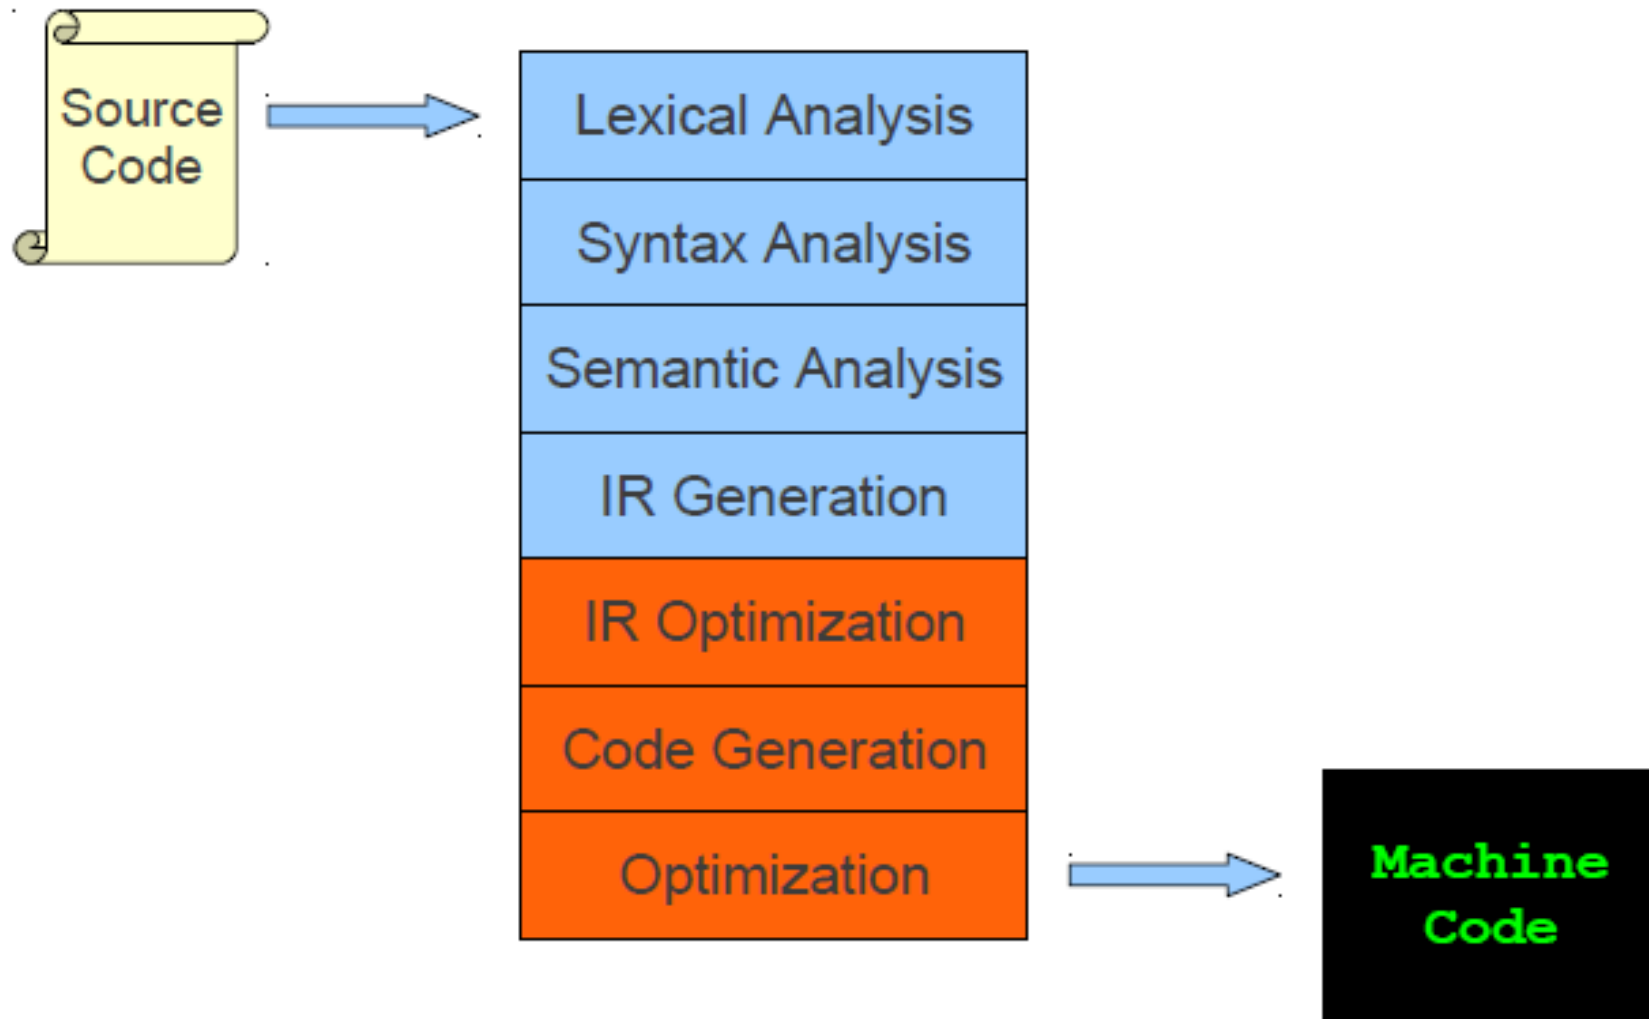 Source
Code
Lexical Analysis
Syntax Analysis
Semantic Analysis
IR Generation
IR Optimization
Code Generation
Optimization
Machine
Code